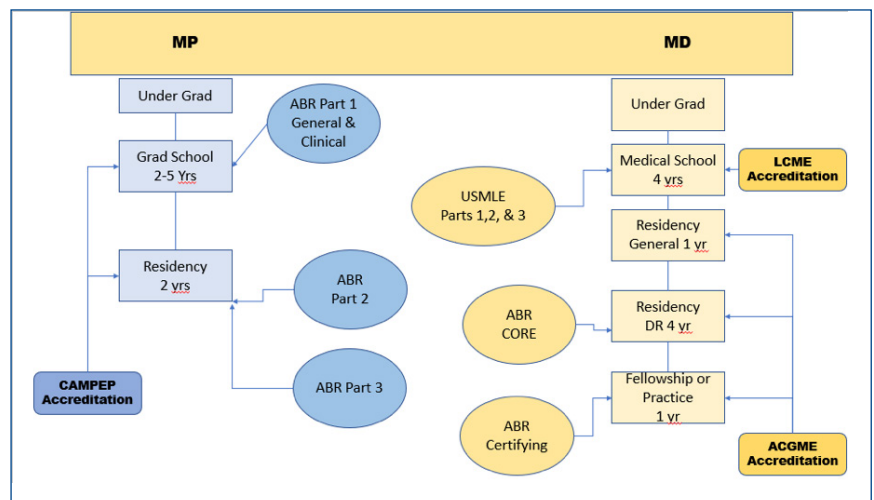 MP
MD
Under Grad
ABR Part 1
General &
Clinical
Grad School
2-5 Yrs
Residency
2 yrs
ABR
Part 2
ABR Part 3
CAMPEP
Accreditation
Under Grad
Medical School
4 yrs
LCME
Accreditation
USMLE
Parts 1,2, & 3
Residency
General 1 yr
ABR
CORE
Residency
DR 4 yr
Fellowship or
Practice
1 yr
ABR
Certifying
ACGME
Accreditation